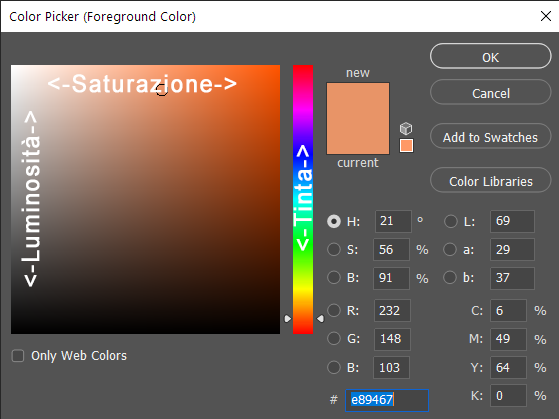 Color Picker (Foreground Color)
<-Saturazione->
<-Luminosità->
<-Tinta->
new
current
OK
Cancel
Add to Swatches
Color Libraries
H: 21 °
L: 69
S: 56 %
a: 29
B: 91 %
b: 37
R: 232
C: 6 %
G: 148
M: 49 %
B: 103
Y: 64 %
# e89467
K: 0 %
Only Web Colors